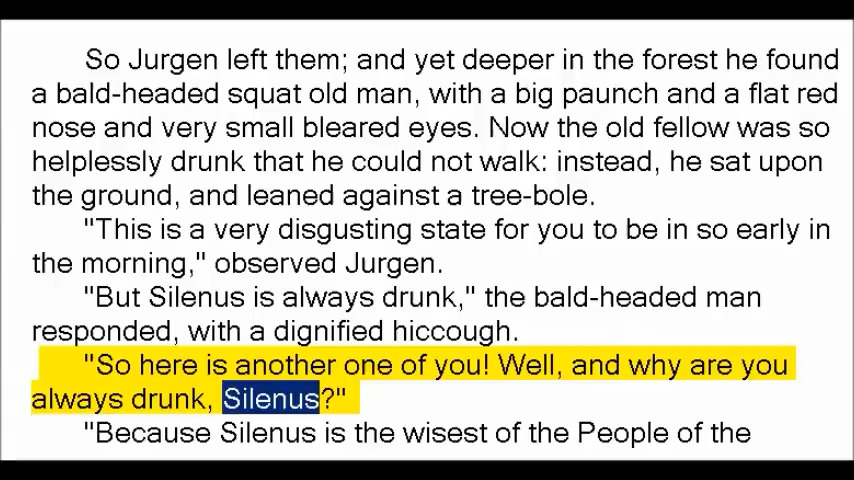 So Jurgen left them; and yet deeper in the forest he found
a bald-headed squat old man, with a big paunch and a flat red
nose and very small bleared eyes. Now the old fellow was so
helplessly drunk that he could not walk: instead, he sat upon
the ground, and leaned against a tree-bole.
"This is a very disgusting state for you to be in so early in
the morning," observed Jurgen.
"But Silenus is always drunk," the bald-headed man
responded, with a dignified hiccough.
"So here is another one of you! Well, and why are you
always drunk, Silenus?"
"Because Silenus is the wisest of the People of the